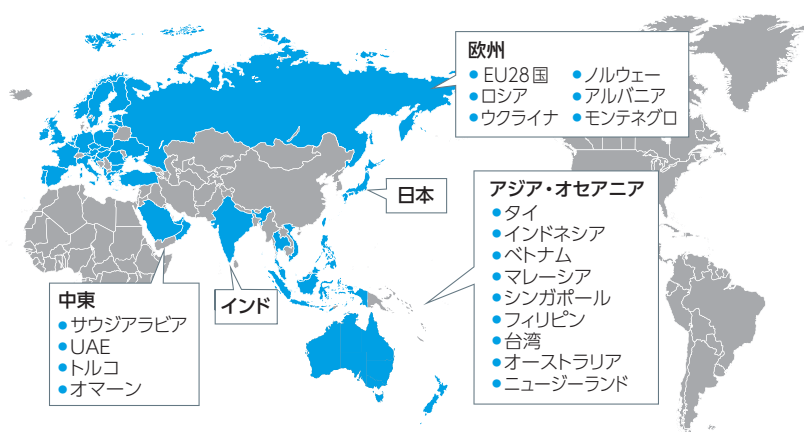 欧州
● EU28国 ● ノルウェー
● ロシア ● アルバニア
● ウクライナ ● モンテネグロ
日本
アジア・オセアニア
● タイ
● インドネシア
● ベトナム
● マレーシア
● シンガポール
● フィリピン
● 台湾
● オーストラリア
● ニュージーランド
インド
中東
● サウジアラビア
● UAE
● トルコ
● オマーン